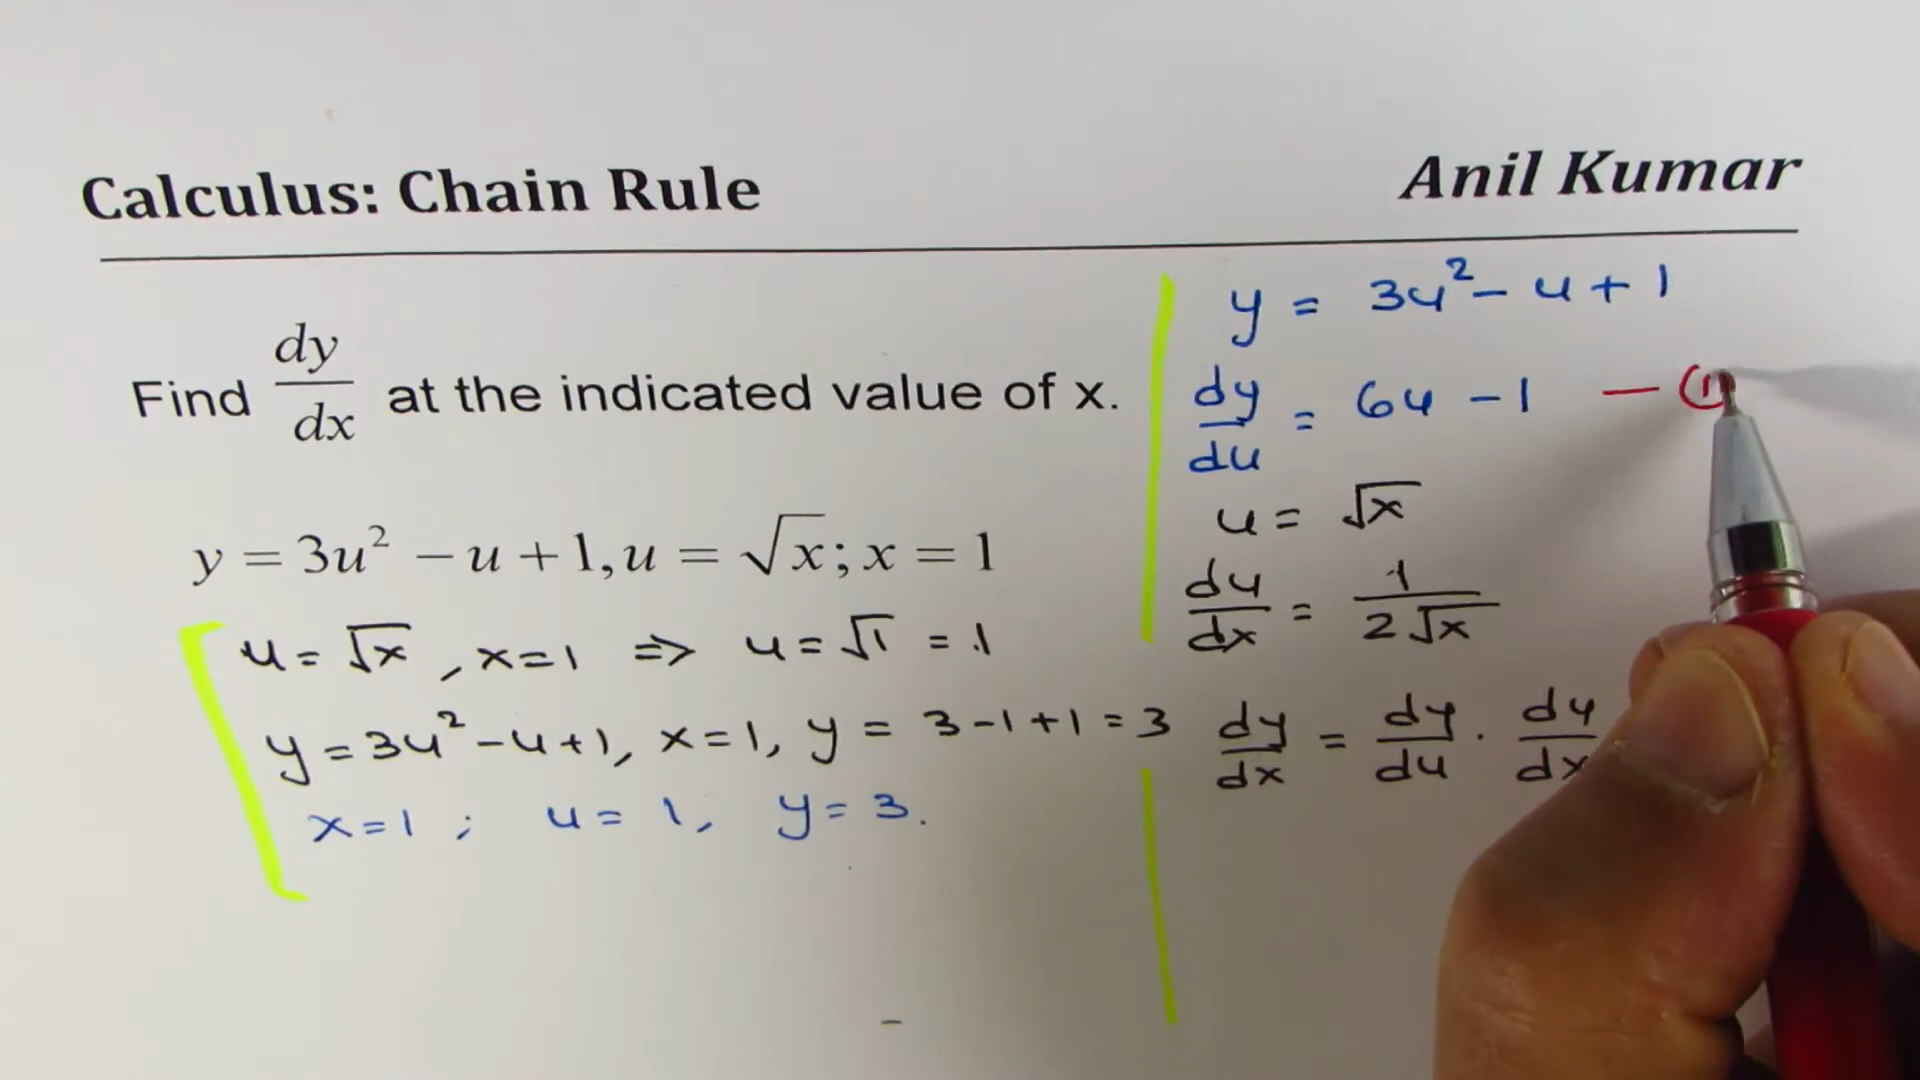 Calculus: Chain Rule
Anil Kumar
Find dy/dx at the indicated value of x.
y = 3u² − u + 1, u = √x; x = 1
u = √x, x=1 ⇒ u = √1 = 1
y = 3u² − u + 1, x=1, y = 3−1+1 = 3
x=1; u = 1, y = 3.
y = 3u² − u + 1
dy/du = 6u − 1 — (1)
u = √x
du/dx = 1/(2√x)
dy/dx = dy/du · du/dx